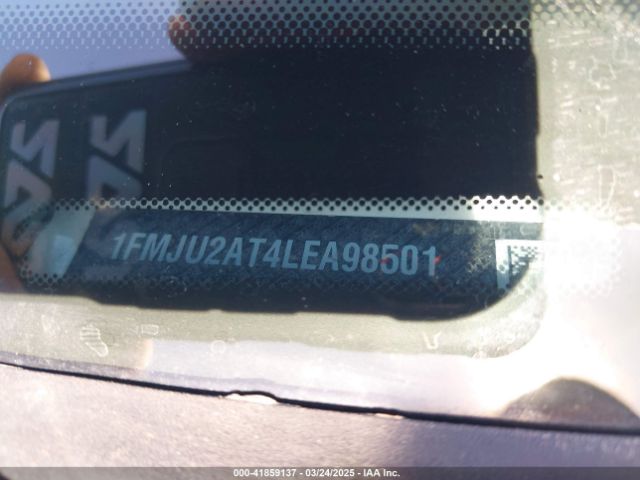 1FMJU2AT4LEA98501
000-41859137 - 03/24/2025 - IAA Inc.